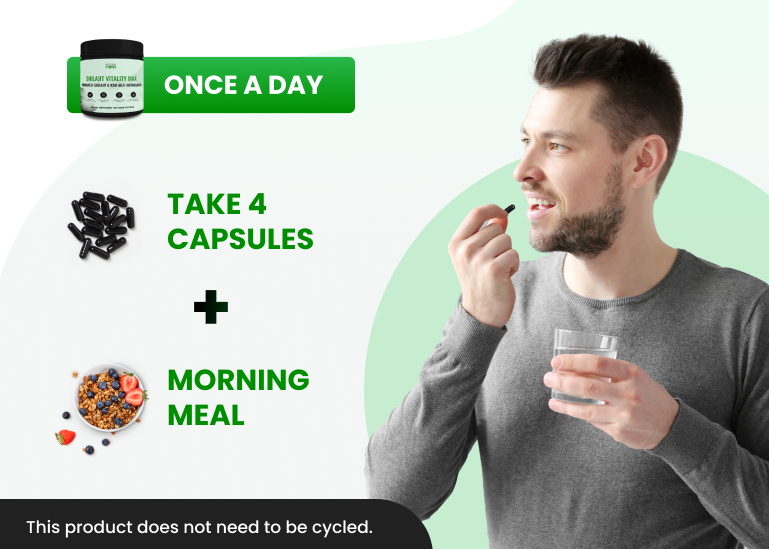 SHILAJIT VITALITY MAX
ONCE A DAY
TAKE 4
CAPSULES
+
MORNING
MEAL
This product does not need to be cycled.